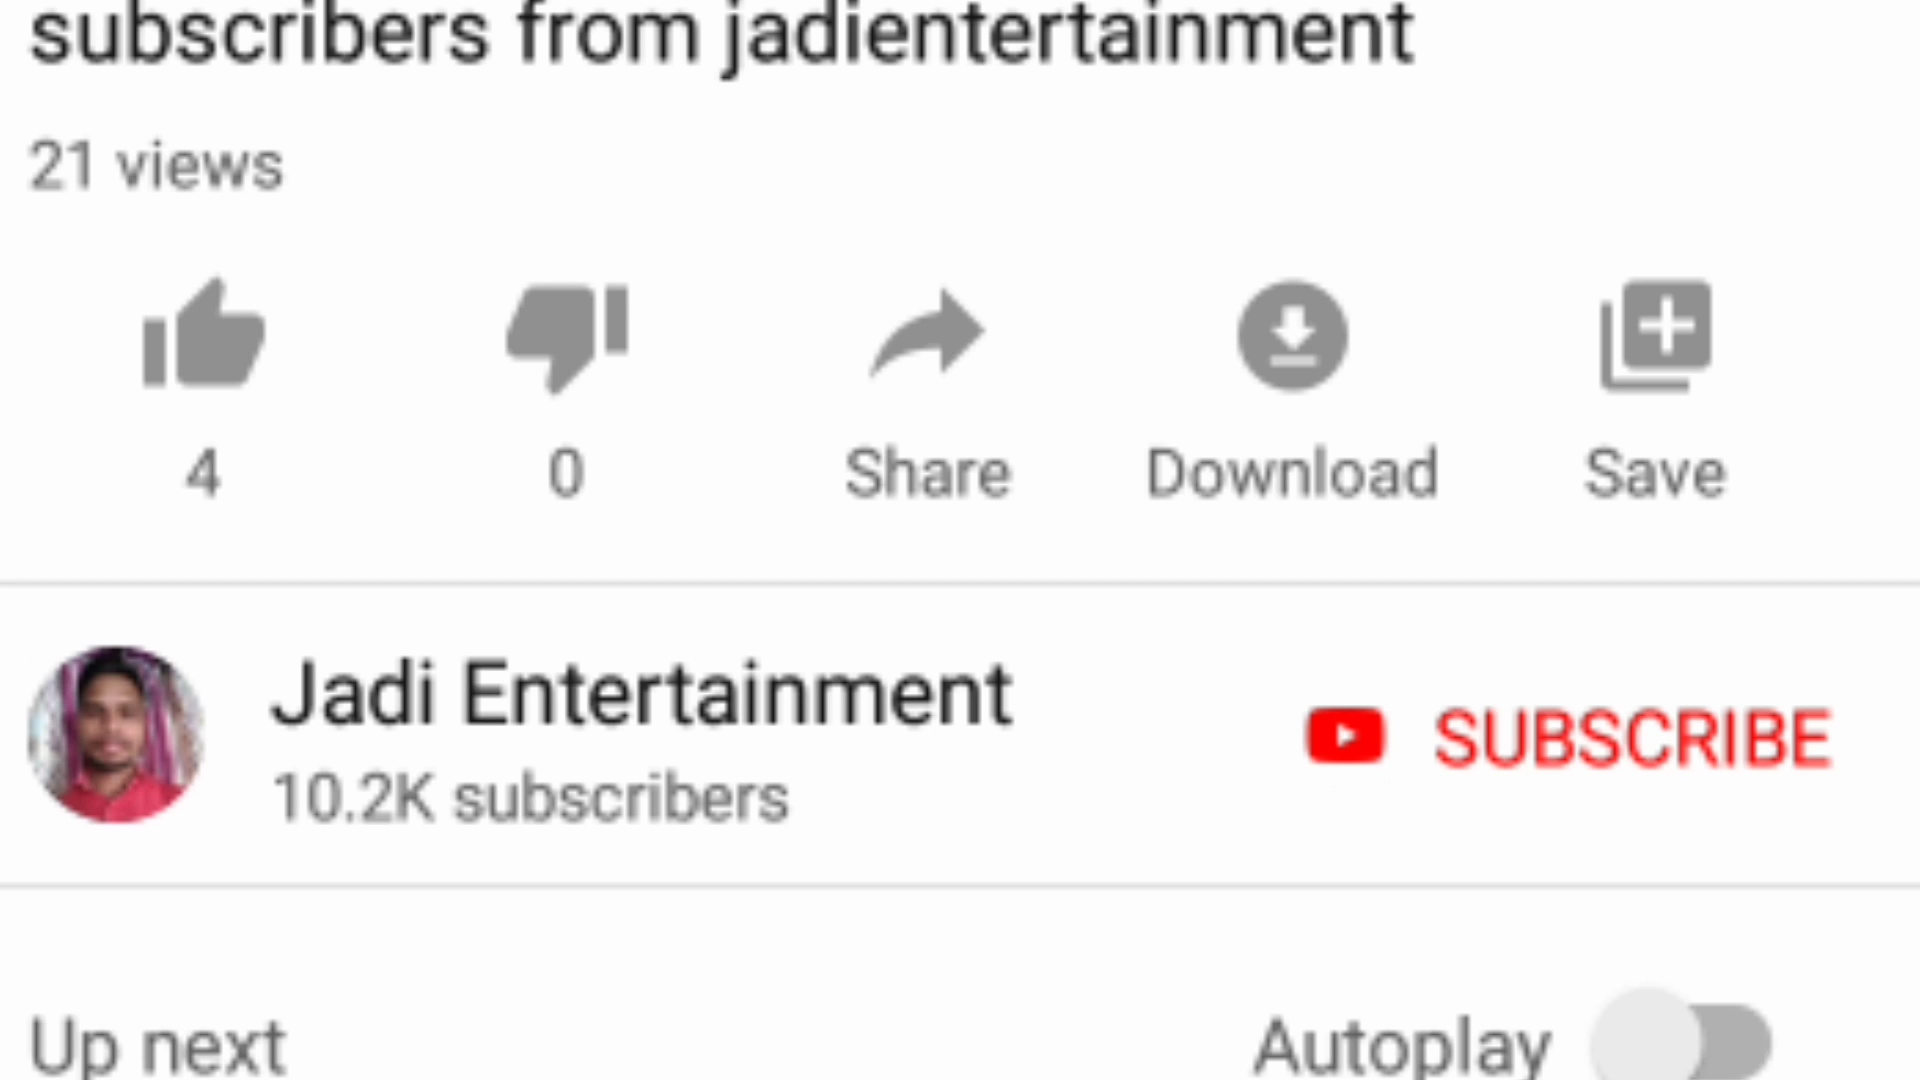 subscribers from jadientertainment
21 views
4 0 Share Download Save
Jadi Entertainment
SUBSCRIBE
10.2K subscribers
Up next Autoplay